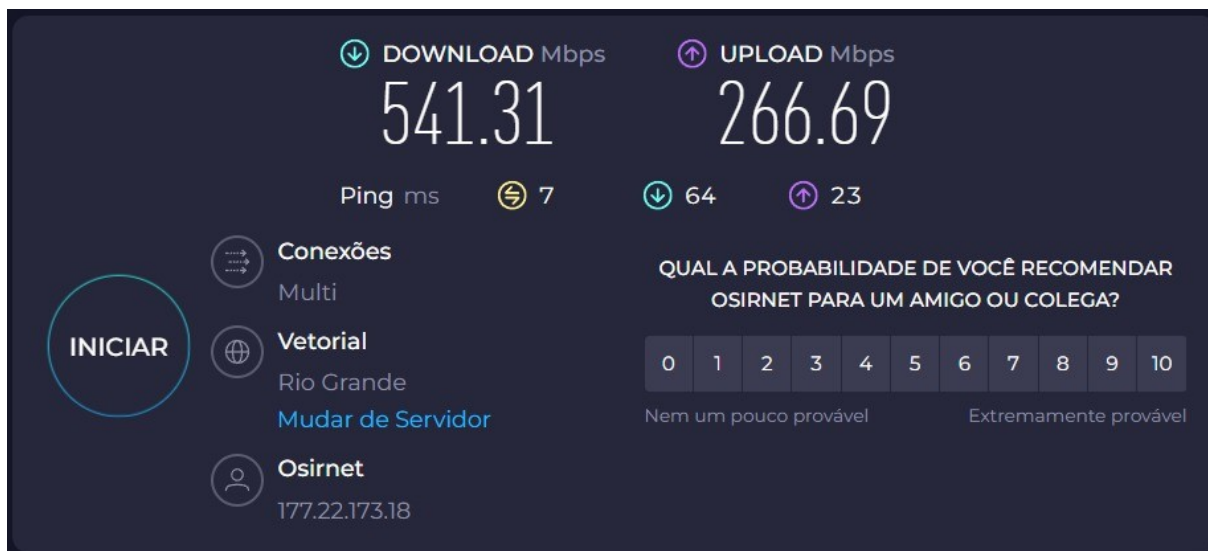 DOWNLOAD Mbps
541.31
UPLOAD Mbps
266.69
Ping ms 7 64 23
INICIAR
Conexões
Multi
Vetorial
Rio Grande
Mudar de Servidor
Osirnet
177.22.173.18
QUAL A PROBABILIDADE DE VOCÊ RECOMENDAR
OSIRNET PARA UM AMIGO OU COLEGA?
0 1 2 3 4 5 6 7 8 9 10
Nem um pouco provável Extremamente provável